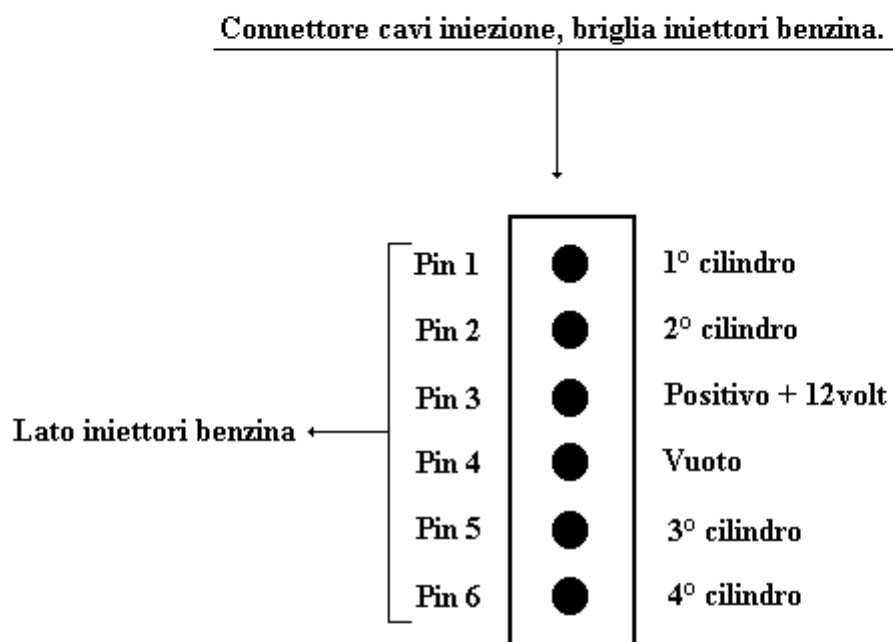 Connettore cavi iniezione, briglia iniettori benzina.
Pin 1 1° cilindro
Pin 2 2° cilindro
Pin 3 Positivo + 12volt
Lato iniettori benzina
Pin 4 Vuoto
Pin 5 3° cilindro
Pin 6 4° cilindro